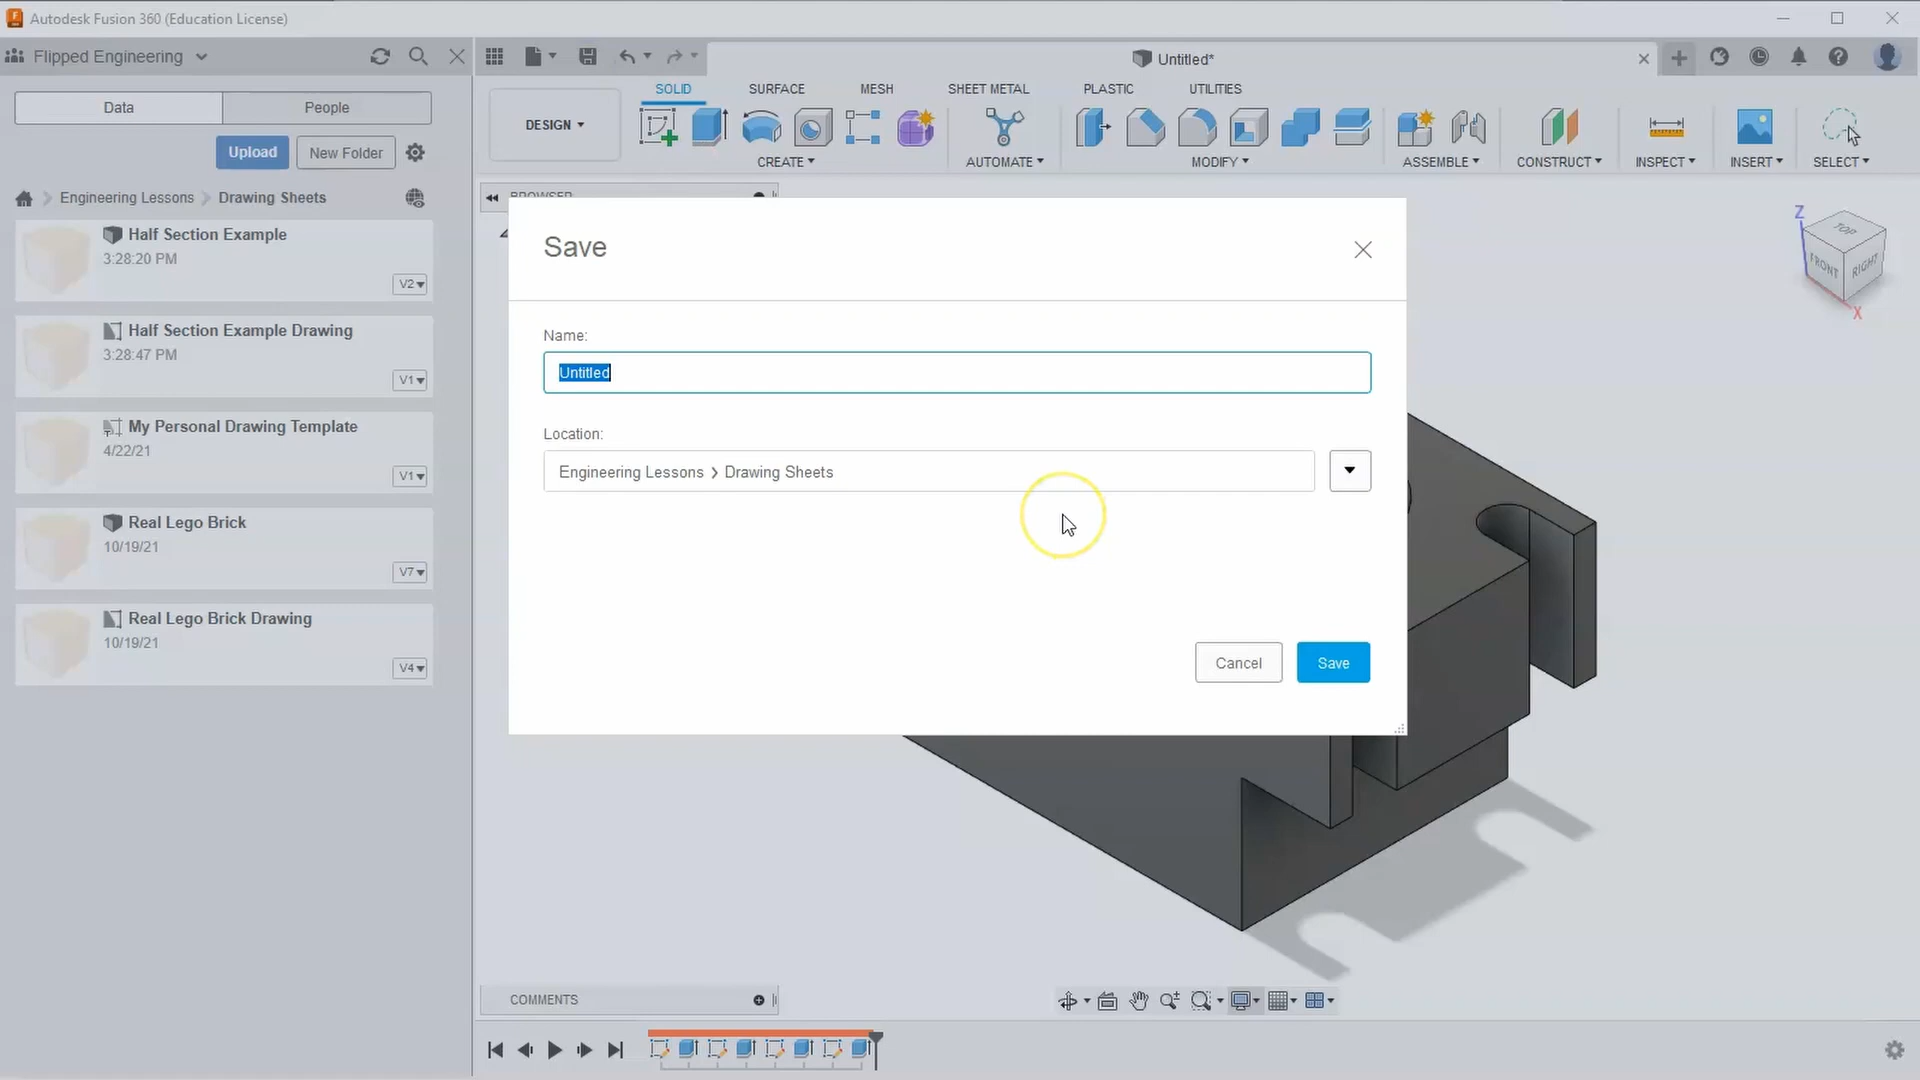 Autodesk Fusion 360 (Education License)
Flipped Engineering
Untitled*
Data
People
Upload
New Folder
Engineering Lessons
Drawing Sheets
Half Section Example
3:28:20 PM
V2
Half Section Example Drawing
3:28:47 PM
V1
My Personal Drawing Template
4/22/21
V1
Real Lego Brick
10/19/21
V7
Real Lego Brick Drawing
10/19/21
V4
DESIGN
SOLID
SURFACE
MESH
SHEET METAL
PLASTIC
UTILITIES
CREATE
AUTOMATE
MODIFY
ASSEMBLE
CONSTRUCT
INSPECT
INSERT
SELECT
BROWSER
Save
Name:
Untitled
Location:
Engineering Lessons > Drawing Sheets
Cancel
Save
Z
TOP
FRONT
RIGHT
X
COMMENTS